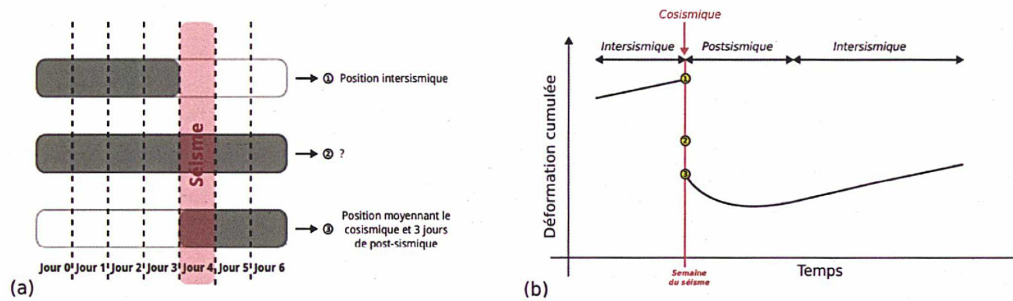 ① Position intersismique
② ?
Séisme
③ Position moyennant le
cosismique et 3 jours
de post-sismique
Jour 0 Jour 1 Jour 2 Jour 3 Jour 4 Jour 5 Jour 6
(a)
Cosismique
Intersismique Postsismique Intersismique
Déformation cumulée
1
2
3
Semaine
du séisme
Temps
(b)